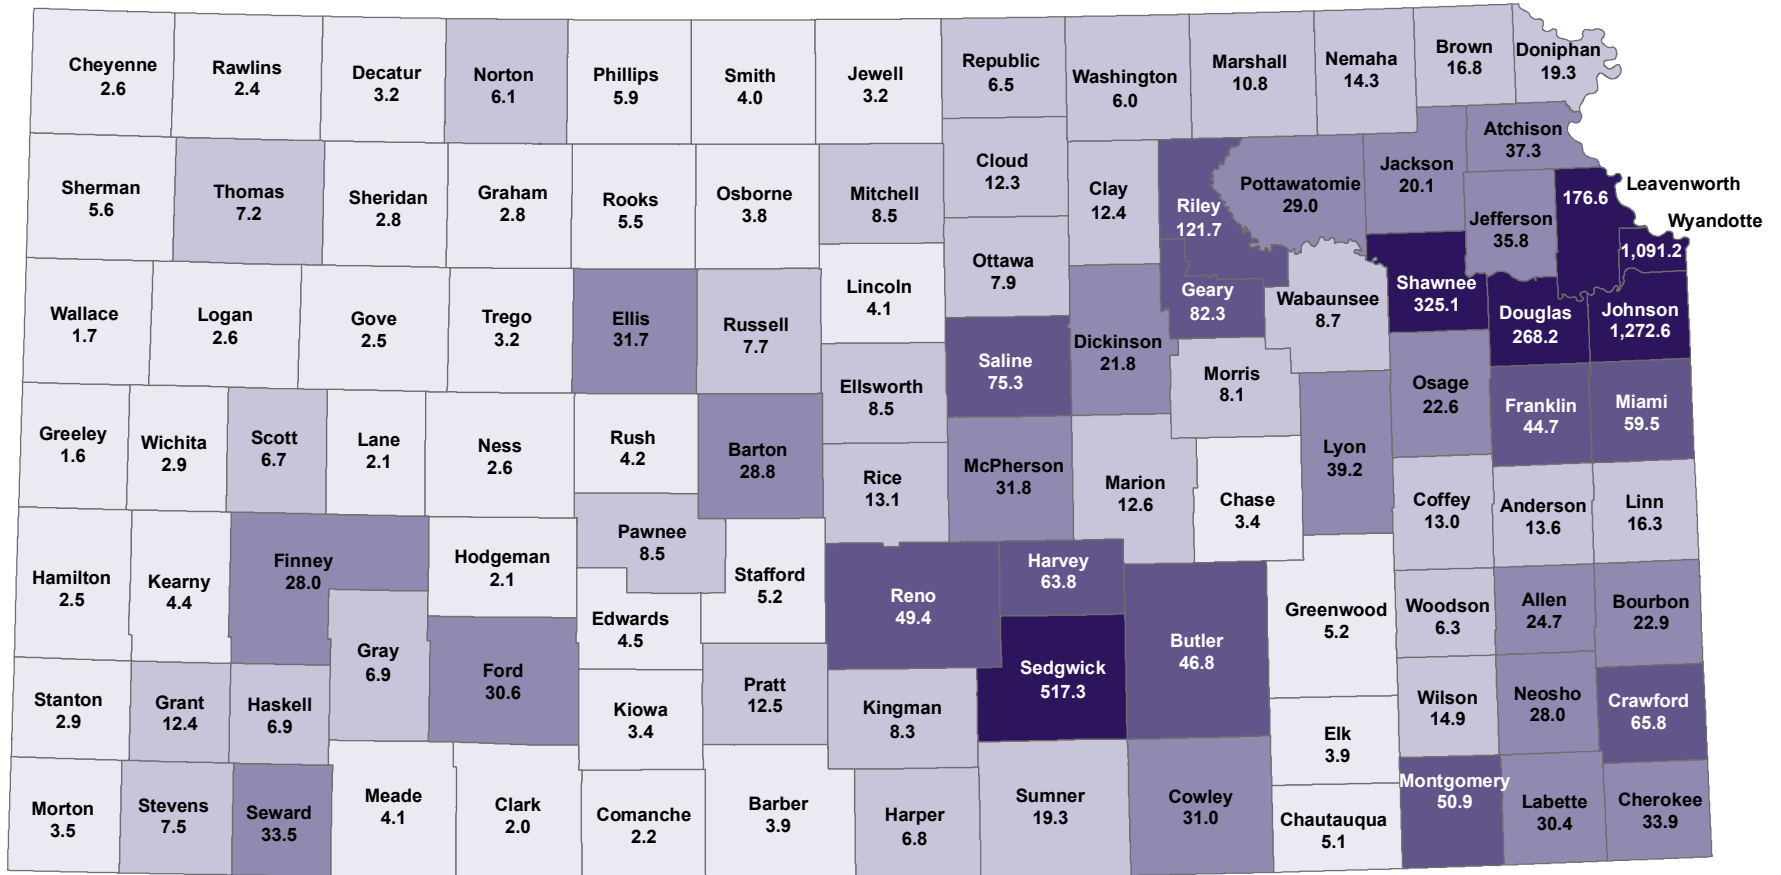 Cheyenne
2.6
Rawlins
2.4
Decatur
3.2
Norton
6.1
Phillips
5.9
Smith
4.0
Jewell
3.2
Republic
6.5
Washington
6.0
Marshall
10.8
Nemaha
14.3
Brown
16.8
Doniphan
19.3
Sherman
5.6
Thomas
7.2
Sheridan
2.8
Graham
2.8
Rooks
5.5
Osborne
3.8
Mitchell
8.5
Cloud
12.3
Clay
12.4
Riley
121.7
Pottawatomie
29.0
Jackson
20.1
Atchison
37.3
Jefferson
35.8
176.6
Leavenworth
Wyandotte
1,091.2
Wallace
1.7
Logan
2.6
Gove
2.5
Trego
3.2
Ellis
31.7
Russell
7.7
Lincoln
4.1
Ottawa
7.9
Saline
75.3
Dickinson
21.8
Geary
82.3
Wabaunsee
8.7
Shawnee
325.1
Douglas
268.2
Johnson
1,272.6
Greeley
1.6
Wichita
2.9
Scott
6.7
Lane
2.1
Ness
2.6
Rush
4.2
Barton
28.8
Ellsworth
8.5
Rice
13.1
McPherson
31.8
Marion
12.6
Morris
8.1
Chase
3.4
Lyon
39.2
Osage
22.6
Franklin
44.7
Miami
59.5
Coffey
13.0
Anderson
13.6
Linn
16.3
Hamilton
2.5
Kearny
4.4
Finney
28.0
Hodgeman
2.1
Pawnee
8.5
Stafford
5.2
Edwards
4.5
Gray
6.9
Ford
30.6
Reno
49.4
Harvey
63.8
Sedgwick
517.3
Butler
46.8
Greenwood
5.2
Woodson
6.3
Allen
24.7
Bourbon
22.9
Stanton
2.9
Grant
12.4
Haskell
6.9
Kiowa
3.4
Pratt
12.5
Kingman
8.3
Elk
3.9
Wilson
14.9
Neosho
28.0
Crawford
65.8
Morton
3.5
Stevens
7.5
Seward
33.5
Meade
4.1
Clark
2.0
Comanche
2.2
Barber
3.9
Harper
6.8
Sumner
19.3
Cowley
31.0
Chautauqua
5.1
Montgomery
50.9
Labette
30.4
Cherokee
33.9